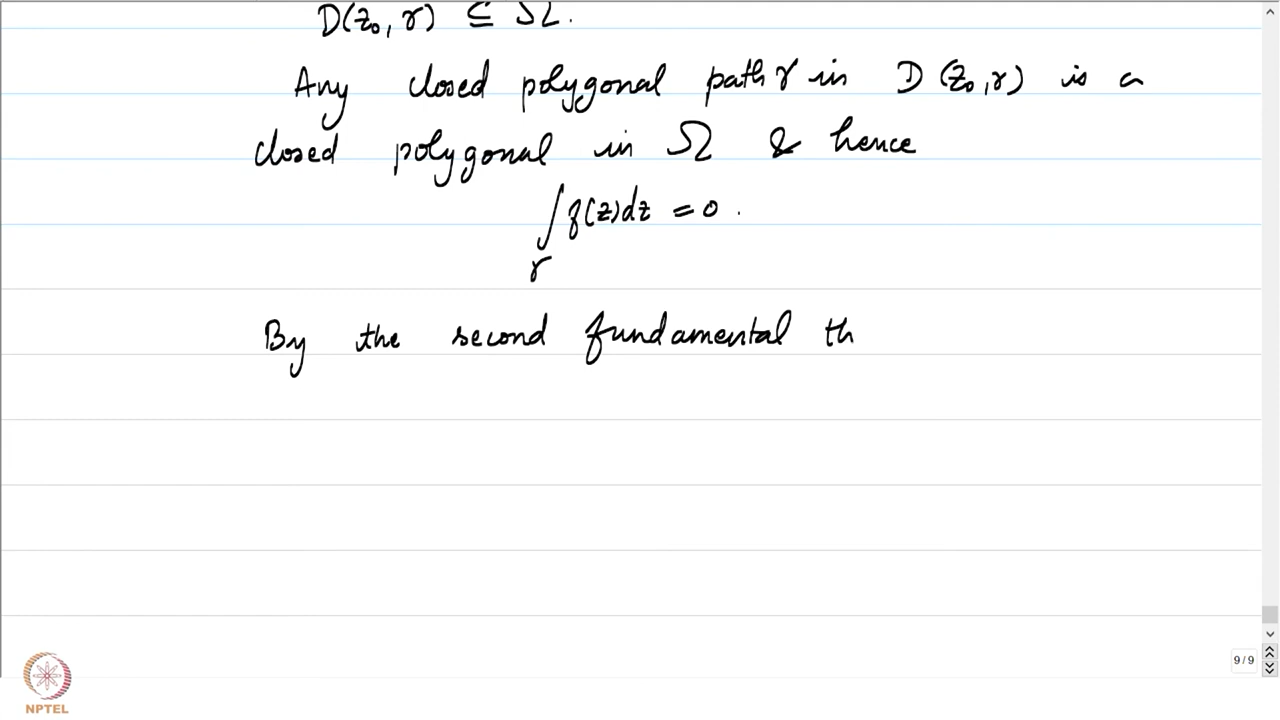 D(z₀, r) ⊆ Ω.
Any closed polygonal path γ in D(z₀, r) is a
closed polygonal in Ω & hence
∫ f(z)dz = 0.
γ
By the second fundamental th
9 / 9
NPTEL